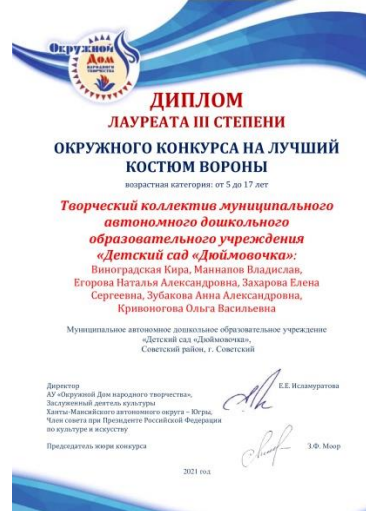 Окружной
Дом
НАРОДНОГО
ТВОРЧЕСТВА
ДИПЛОМ
ЛАУРЕАТА III СТЕПЕНИ
ОКРУЖНОГО КОНКУРСА НА ЛУЧШИЙ
КОСТЮМ ВОРОНЫ
возрастная категория: от 5 до 17 лет
Творческий коллектив муниципального
автономного дошкольного
образовательного учреждения
«Детский сад «Дюймовочка»:
Виноградская Кира, Маннапов Владислав,
Егорова Наталья Александровна, Захарова Елена
Сергеевна, Зубакова Анна Александровна,
Кривоногова Ольга Васильевна
Муниципальное автономное дошкольное образовательное учреждение
«Детский сад «Дюймовочка»,
Советский район, г. Советский
Директор Е.Е. Исламуратова
АУ «Окружной Дом народного творчества»,
Заслуженный деятель культуры
Ханты-Мансийского автономного округа – Югры,
Член совета при Президенте Российской Федерации
по культуре и искусству
Председатель жюри конкурса З.Ф. Моор
2021 год